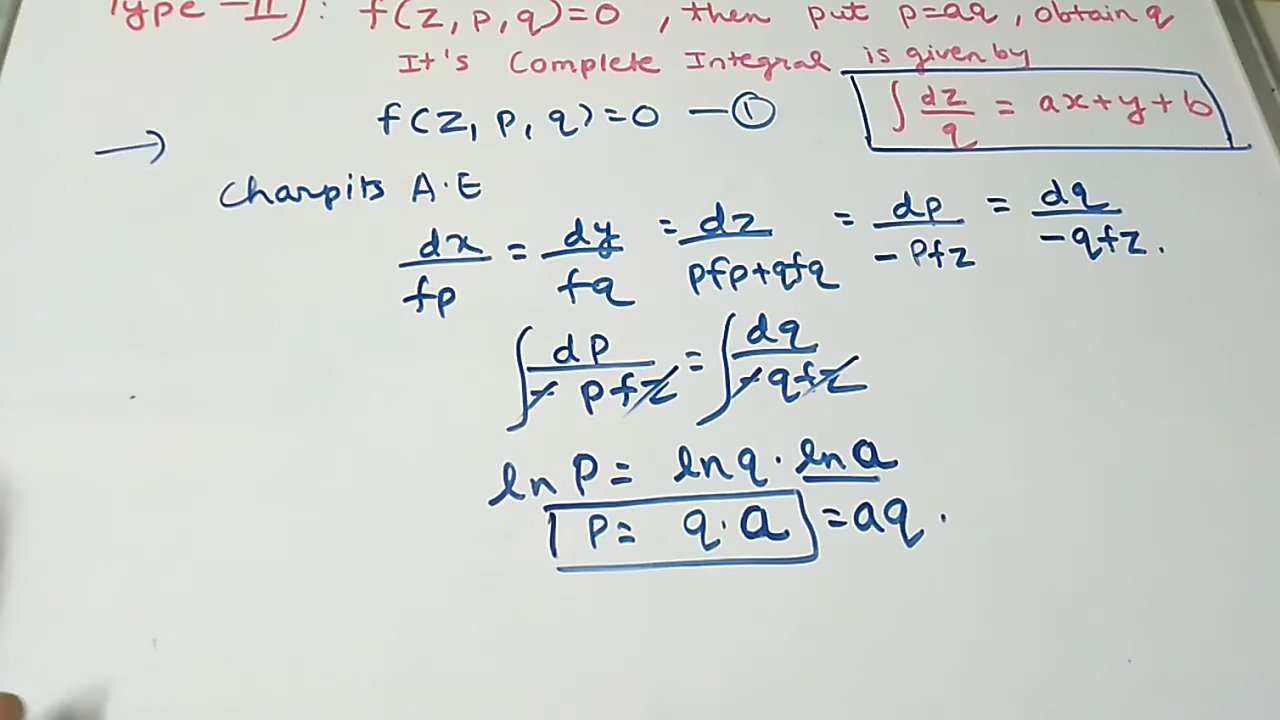 Type-II): f(z, p, q)=0, then put p=aq, obtain q
It's Complete Integral is given by
∫ dz/q = ax+y+b
f(z, p, q)=0 —①
→
Charpits A.E
dx/fp = dy/fq = dz/pfp+qfq = dp/-pfz = dq/-qfz.
∫ dp/-pfz = ∫ dq/-qfz
ln p = ln q · ln a
p = q·a = aq.